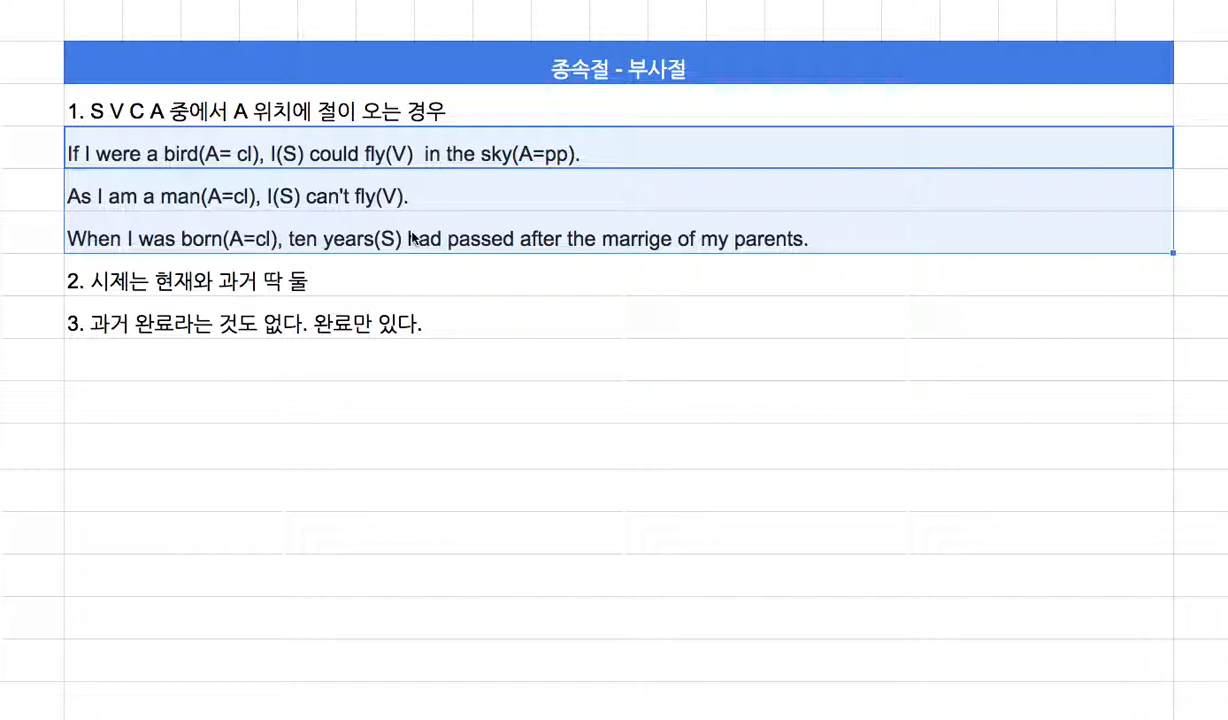 종속절 - 부사절
1. S V C A 중에서 A 위치에 절이 오는 경우
If I were a bird(A= cl), I(S) could fly(V)  in the sky(A=pp).
As I am a man(A=cl), I(S) can't fly(V).
When I was born(A=cl), ten years(S) had passed after the marrige of my parents.
2. 시제는 현재와 과거 딱 둘
3. 과거 완료라는 것도 없다. 완료만 있다.